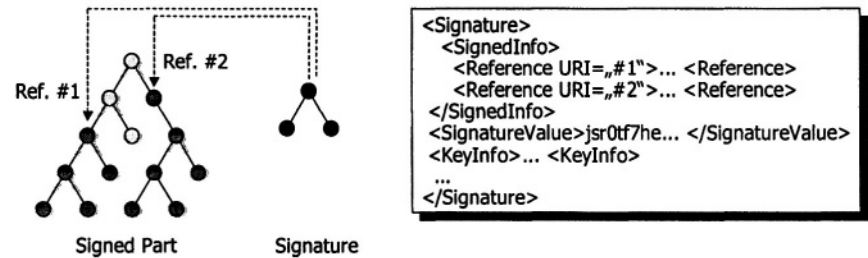 Ref. #1
Ref. #2
Signed Part
Signature
<Signature>
<SignedInfo>
<Reference URI=„#1“>... <Reference>
<Reference URI=„#2“>... <Reference>
</SignedInfo>
<SignatureValue>jsr0tf7he... </SignatureValue>
<KeyInfo>... <KeyInfo>
...
</Signature>